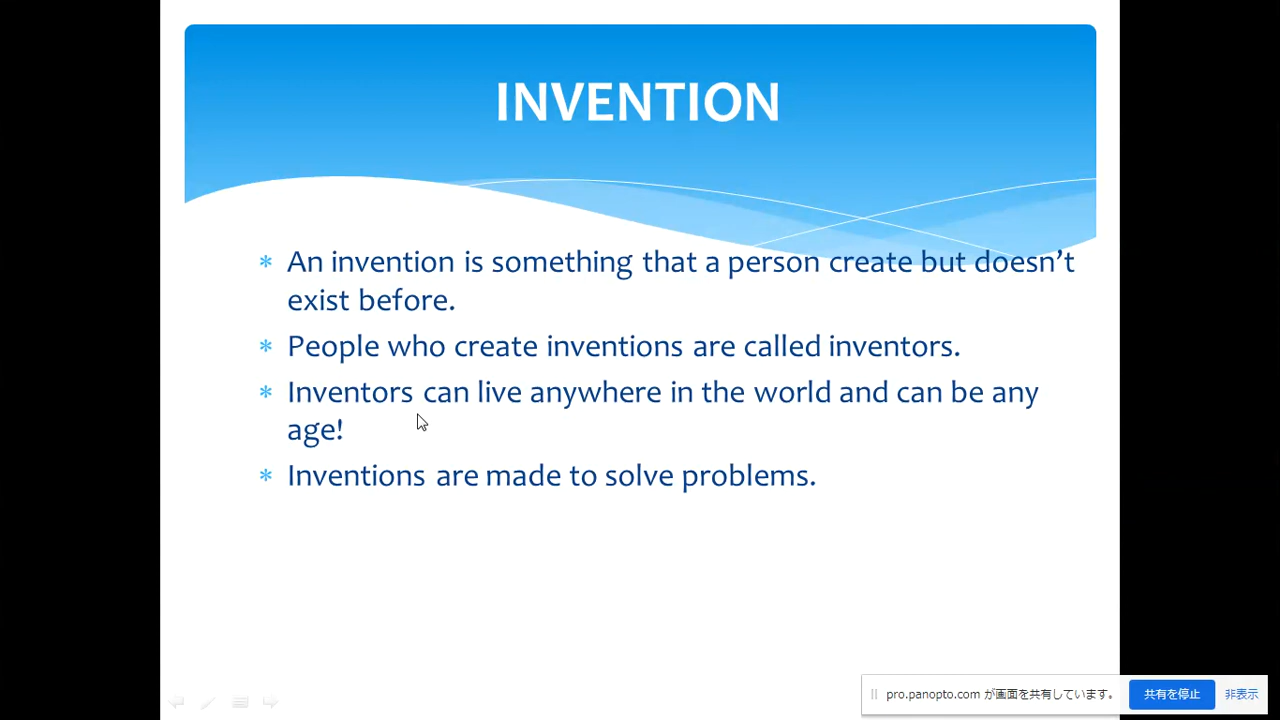 INVENTION
* An invention is something that a person create but doesn’t
exist before.
* People who create inventions are called inventors.
* Inventors can live anywhere in the world and can be any
age!
* Inventions are made to solve problems.
pro.panopto.com が画面を共有しています。 共有を停止 非表示